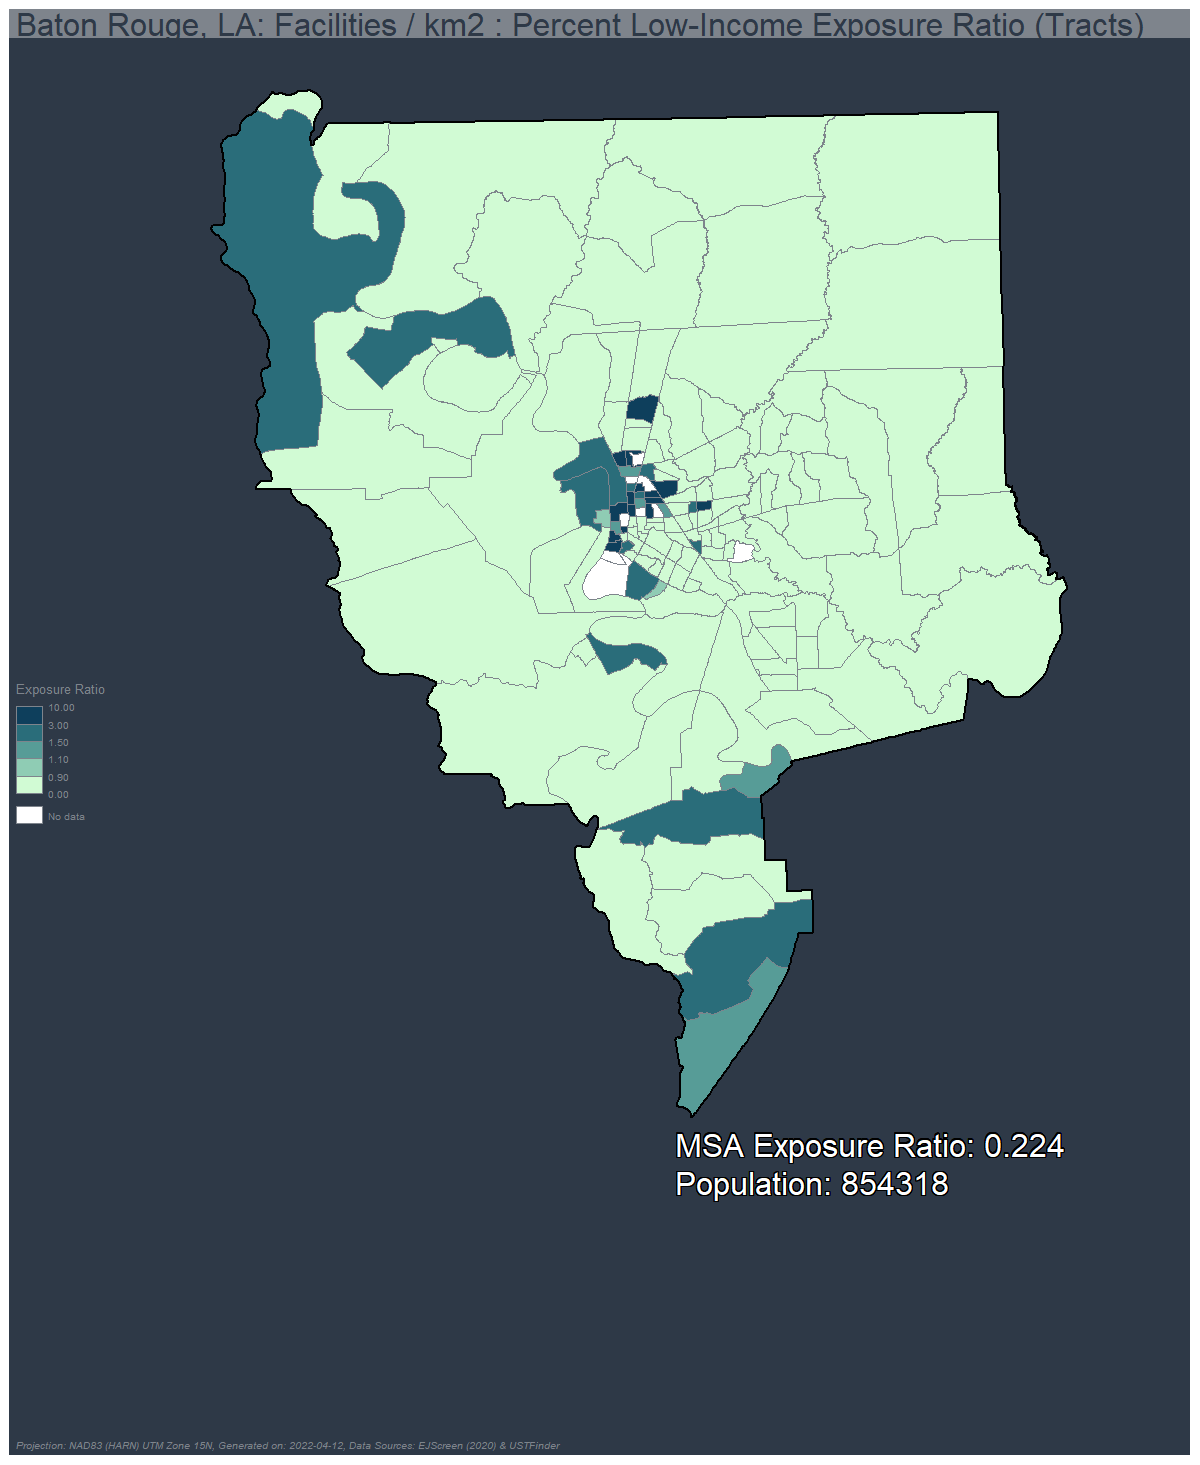 Baton Rouge, LA: Facilities / km2 : Percent Low-Income Exposure Ratio (Tracts)
Exposure Ratio
10.00
3.00
1.50
1.10
0.90
0.00
No data
MSA Exposure Ratio: 0.224
Population: 854318
Projection: NAD83 (HARN) UTM Zone 15N, Generated on: 2022-04-12, Data Sources: EJScreen (2020) & USTFinder